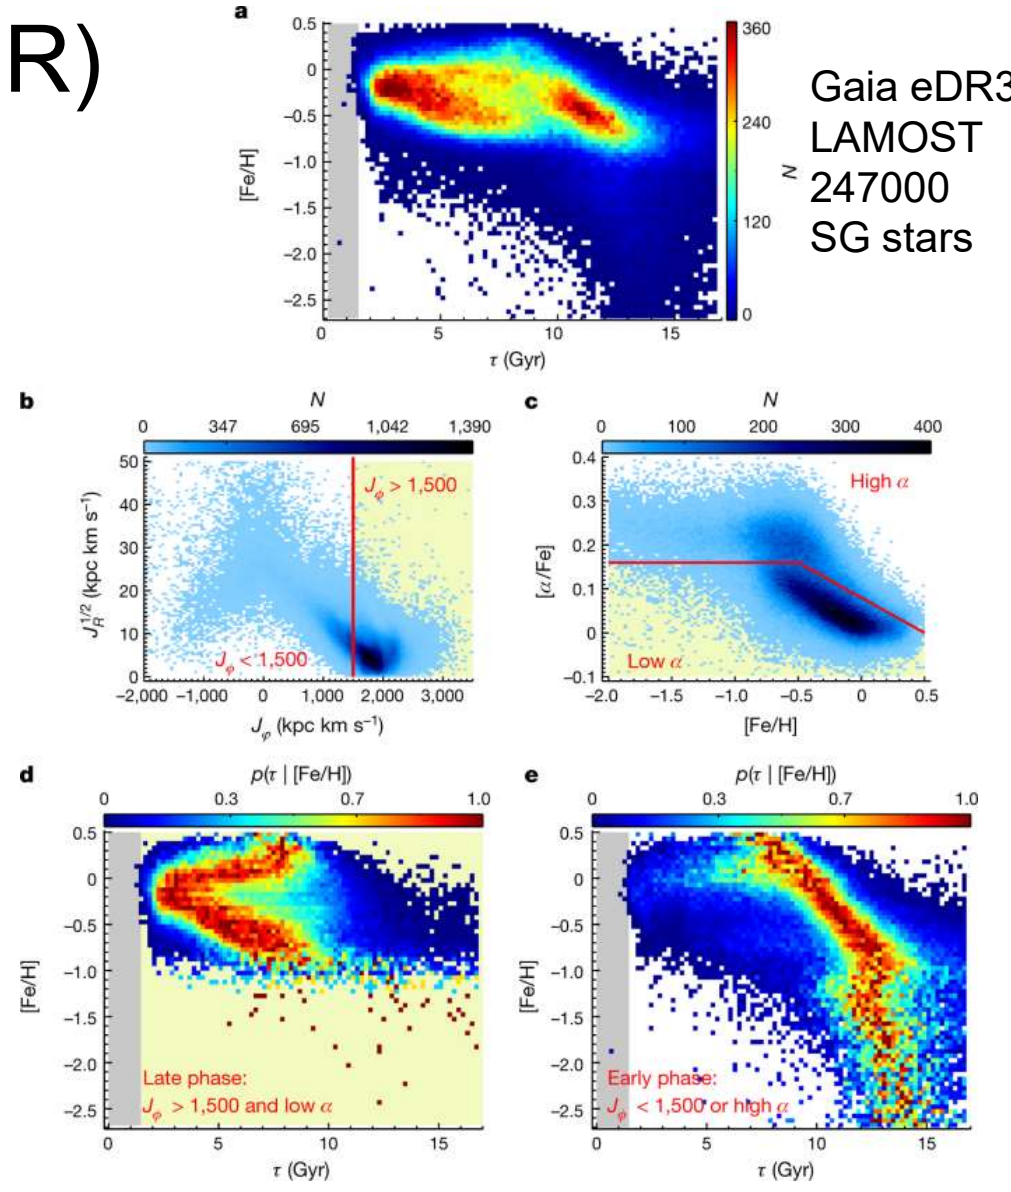 R)
a
0.5
0
−0.5
−1.0
−1.5
−2.0
−2.5
[Fe/H]
0 5 10 15
τ (Gyr)
360
240
120
0
N
Gaia eDR3
LAMOST
247000
SG stars
b
N
0 347 695 1,042 1,390
50
40
30
20
10
0
J_R^1/2 (kpc km s⁻¹)
J_φ > 1,500
J_φ < 1,500
−2,000 −1,000 0 1,000 2,000 3,000
J_φ (kpc km s⁻¹)
c
N
0 100 200 300 400
0.4
0.3
0.2
0.1
0
−0.1
[α/Fe]
High α
Low α
−2.0 −1.5 −1.0 −0.5 0 0.5
[Fe/H]
d
p(τ | [Fe/H])
0 0.3 0.7 1.0
0.5
0
−0.5
−1.0
−1.5
−2.0
−2.5
[Fe/H]
Late phase:
J_φ > 1,500 and low α
0 5 10 15
τ (Gyr)
e
p(τ | [Fe/H])
0 0.3 0.7 1.0
0.5
0
−0.5
−1.0
−1.5
−2.0
−2.5
[Fe/H]
Early phase:
J_φ < 1,500 or high α
0 5 10 15
τ (Gyr)